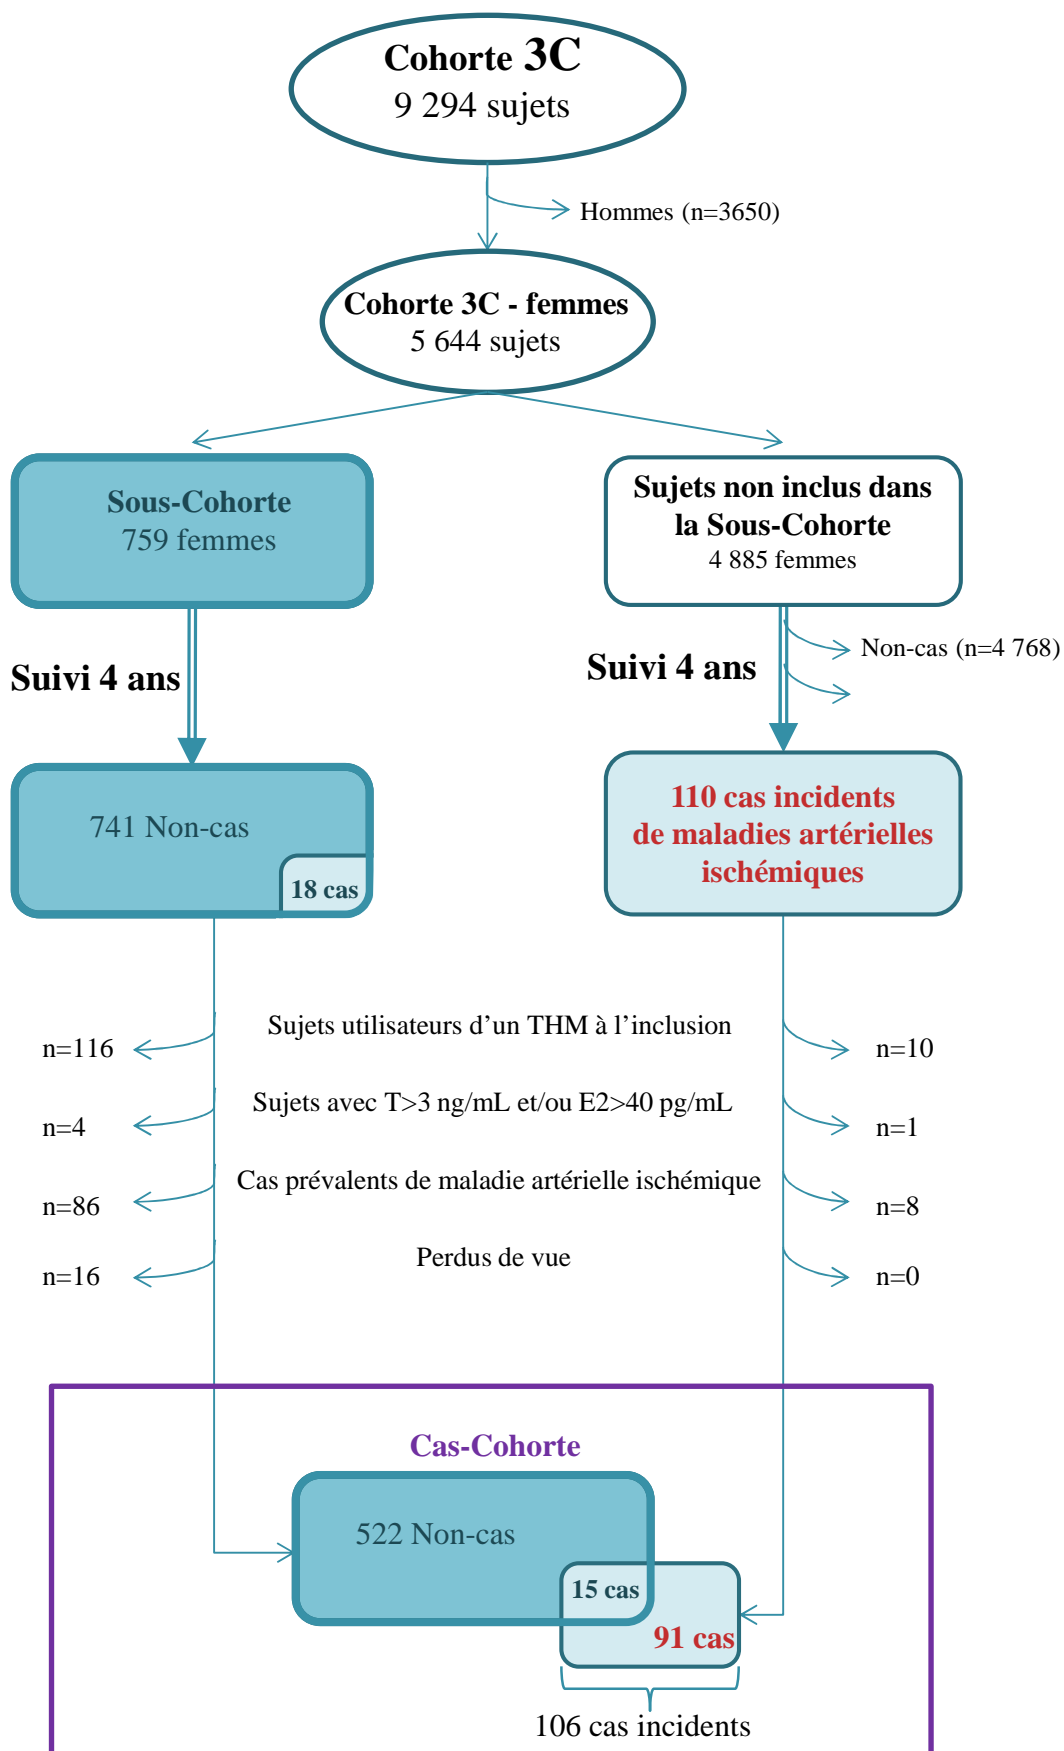 Cohorte 3C
9 294 sujets
Hommes (n=3650)
Cohorte 3C - femmes
5 644 sujets
Sous-Cohorte
759 femmes
Sujets non inclus dans
la Sous-Cohorte
4 885 femmes
Non-cas (n=4 768)
Suivi 4 ans
Suivi 4 ans
741 Non-cas
18 cas
110 cas incidents
de maladies artérielles
ischémiques
Sujets utilisateurs d’un THM à l’inclusion
n=116
n=10
Sujets avec T>3 ng/mL et/ou E2>40 pg/mL
n=4
n=1
Cas prévalents de maladie artérielle ischémique
n=86
n=8
Perdus de vue
n=16
n=0
Cas-Cohorte
522 Non-cas
15 cas
91 cas
106 cas incidents